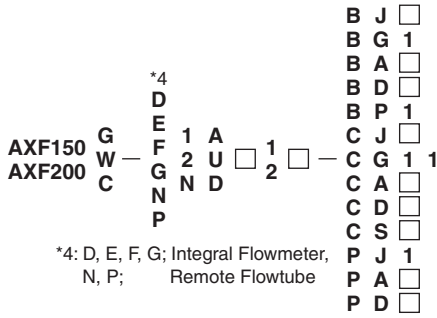 B J □
B G 1
B A □
*4
B D □
D
B P 1
E
C J □
AXF150 G F 1 A 1
W — G 2 U □ □ — C G 1 1
AXF200 C N N D 2
C A □
P
C D □
C S □
*4: D, E, F, G; Integral Flowmeter,
P J 1
N, P; Remote Flowtube
P A □
P D □